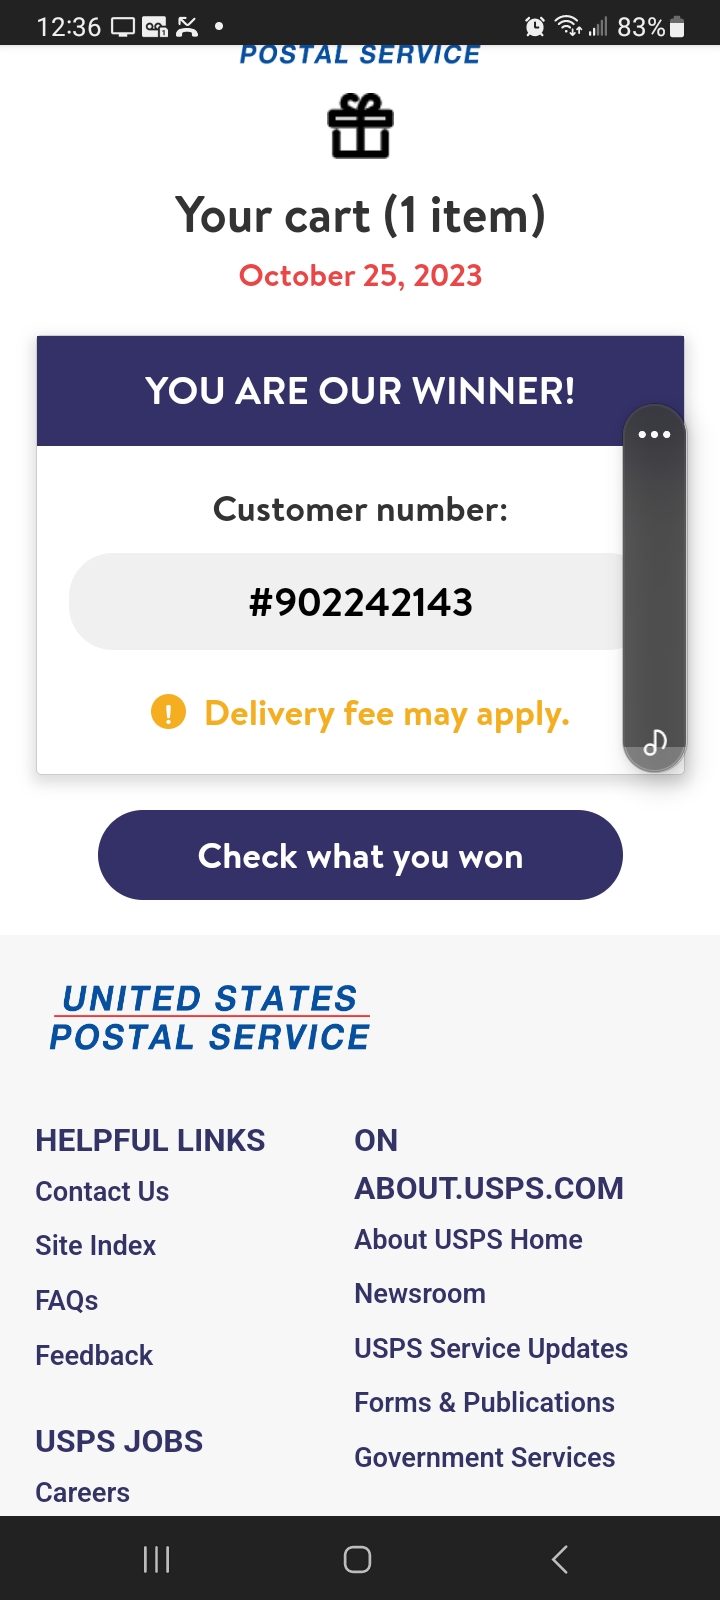 12:36
83%
POSTAL SERVICE
Your cart (1 item)
October 25, 2023
YOU ARE OUR WINNER!
Customer number:
#902242143
! Delivery fee may apply.
Check what you won
UNITED STATES
POSTAL SERVICE
HELPFUL LINKS
Contact Us
Site Index
FAQs
Feedback
USPS JOBS
Careers
ON
ABOUT.USPS.COM
About USPS Home
Newsroom
USPS Service Updates
Forms & Publications
Government Services